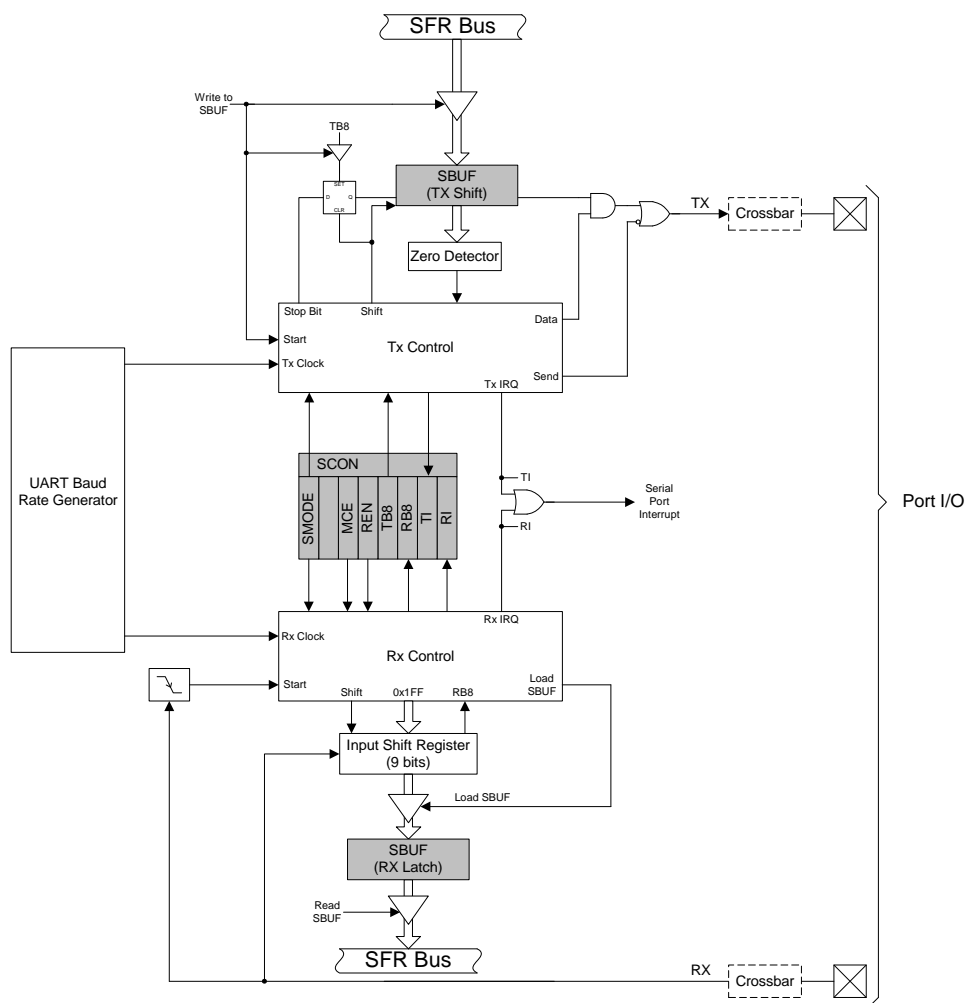 SFR Bus
Write to
SBUF
TB8
SET
D
Q
CLR
SBUF
(TX Shift)
TX
Crossbar
Zero Detector
Stop Bit
Shift
Data
Start
Tx Control
Tx Clock
Send
Tx IRQ
UART Baud
Rate Generator
SCON
SMODE
MCE
REN
TB8
RB8
TI
RI
TI
Serial
Port
Interrupt
RI
Port I/O
Rx IRQ
Rx Clock
Rx Control
Start
Load
SBUF
Shift
0x1FF
RB8
Input Shift Register
(9 bits)
Load SBUF
SBUF
(RX Latch)
Read
SBUF
SFR Bus
RX
Crossbar